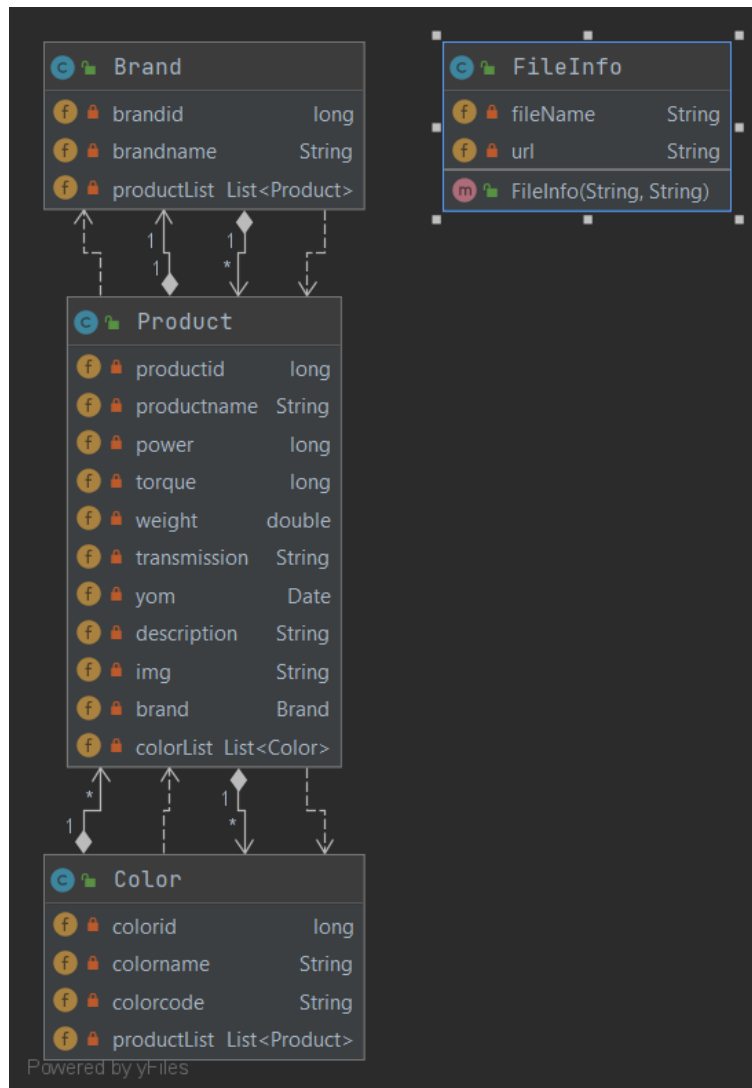 C Brand
f brandid long
f brandname String
f productList List<Product>
C FileInfo
f fileName String
f url String
m FileInfo(String, String)
1 1
1 *
C Product
f productid long
f productname String
f power long
f torque long
f weight double
f transmission String
f yom Date
f description String
f img String
f brand Brand
f colorList List<Color>
* 1
1 *
C Color
f colorid long
f colorname String
f colorcode String
f productList List<Product>
Powered by yFiles